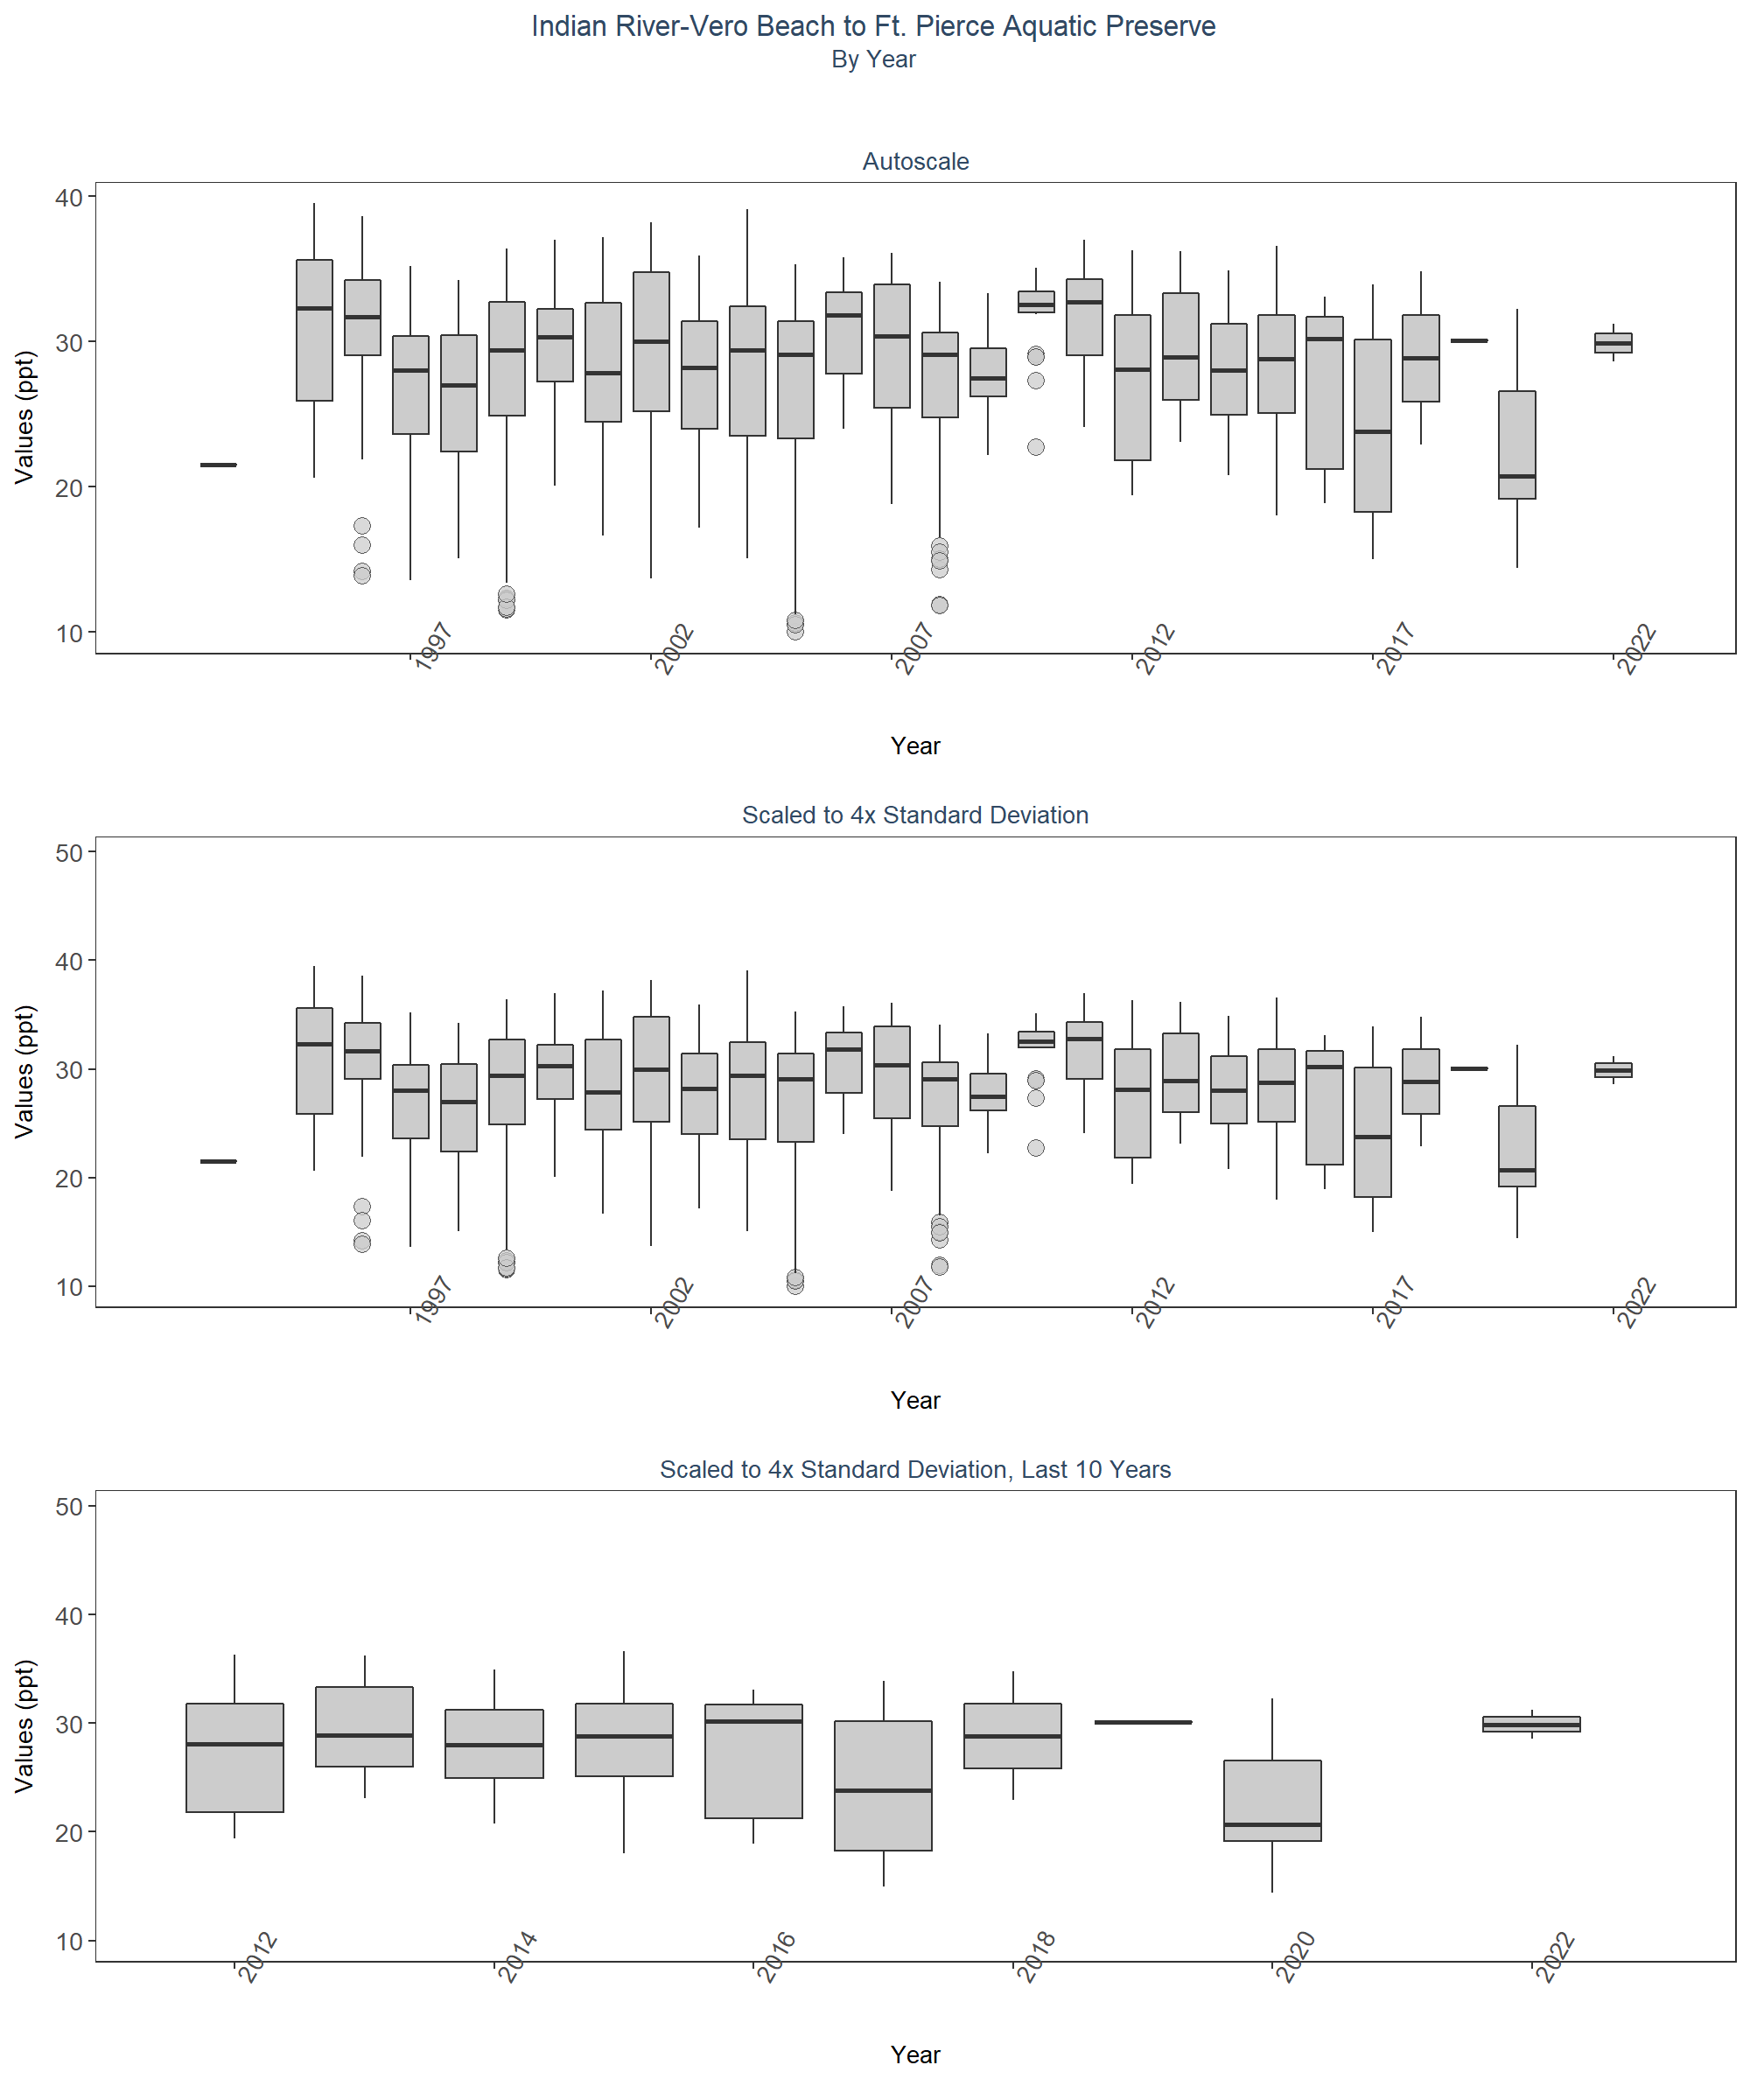 Indian River-Vero Beach to Ft. Pierce Aquatic Preserve
By Year
Autoscale
Values (ppt)
40
30
20
10
1997
2002
2007
2012
2017
2022
Year
Scaled to 4x Standard Deviation
Values (ppt)
50
40
30
20
10
1997
2002
2007
2012
2017
2022
Year
Scaled to 4x Standard Deviation, Last 10 Years
Values (ppt)
50
40
30
20
10
2012
2014
2016
2018
2020
2022
Year